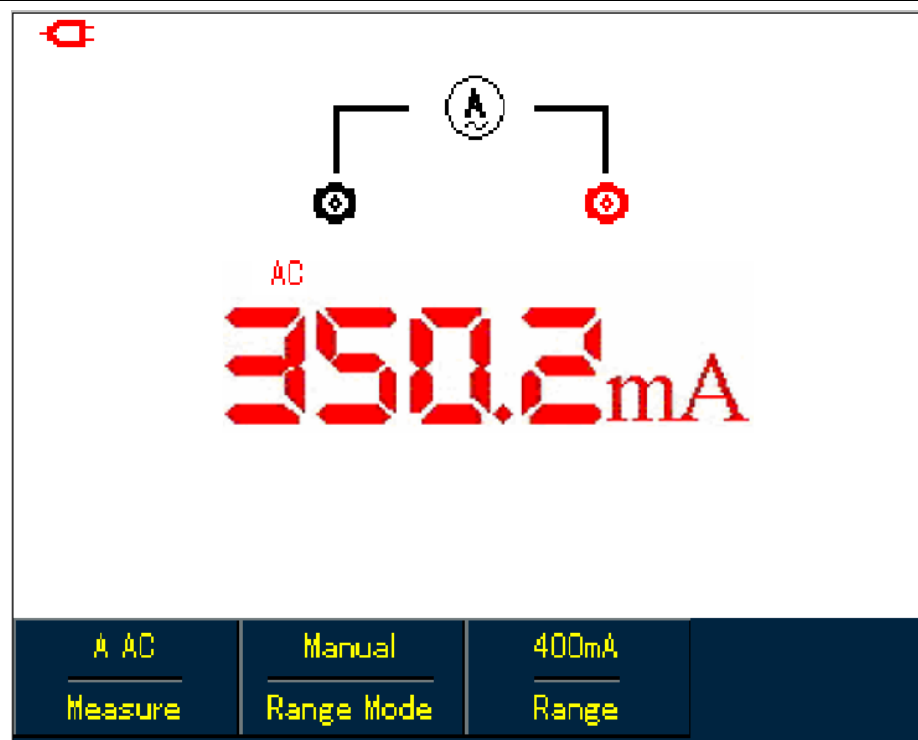 A
AC
350.2mA
A AC
Manual
400mA
Measure
Range Mode
Range